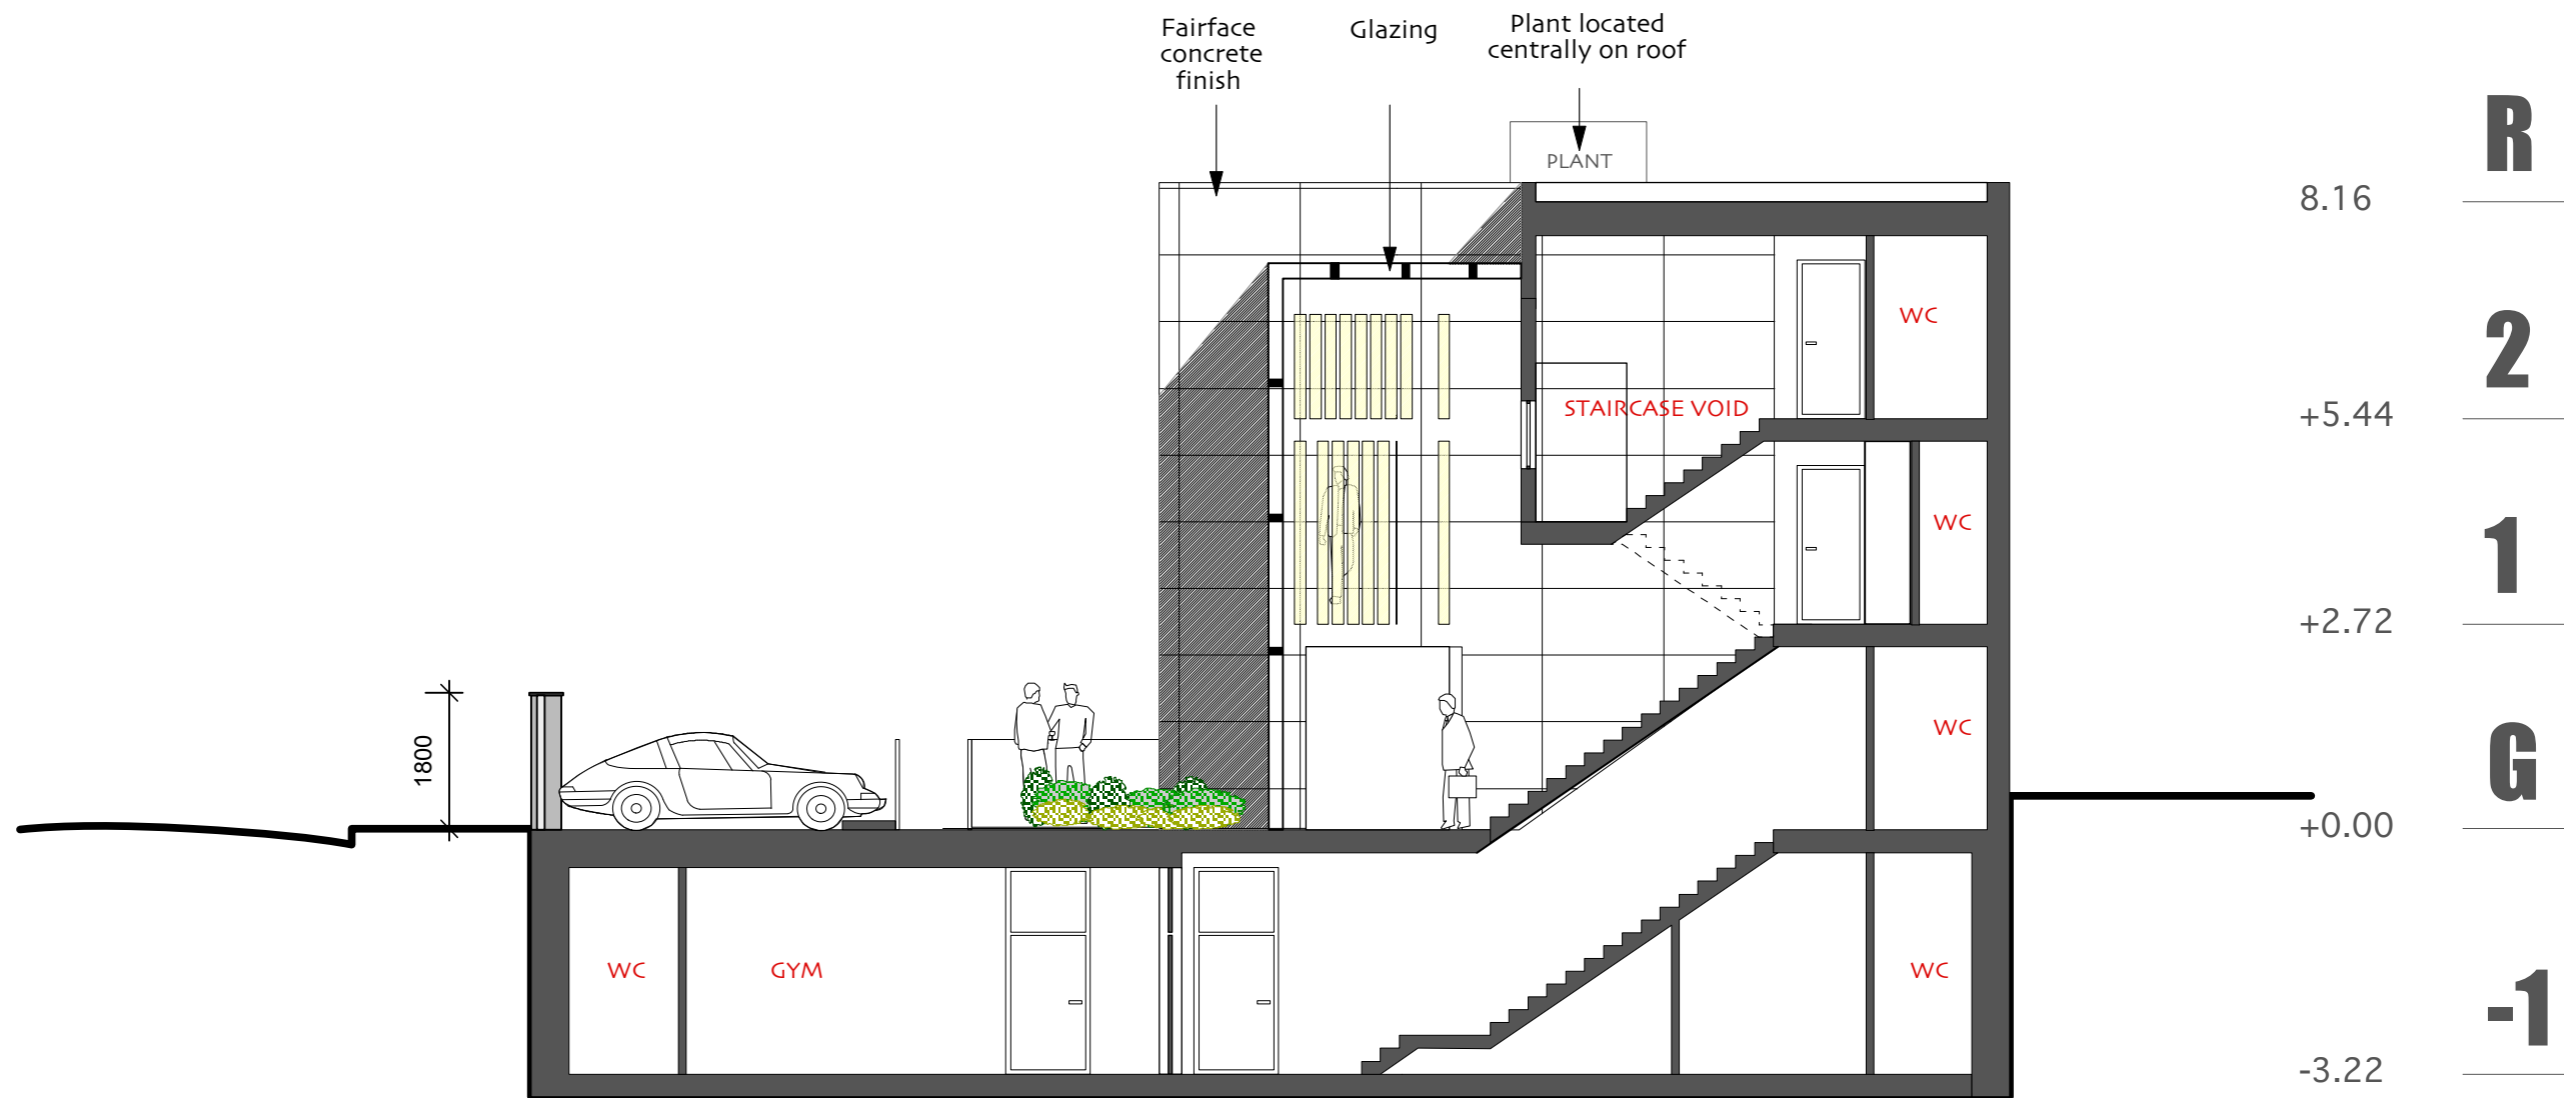 Fairface
concrete
finish
Glazing
Plant located
centrally on roof
PLANT
R
8.16
WC
2
STAIRCASE VOID
+5.44
WC
1
+2.72
WC
G
1800
+0.00
WC
GYM
WC
-1
-3.22